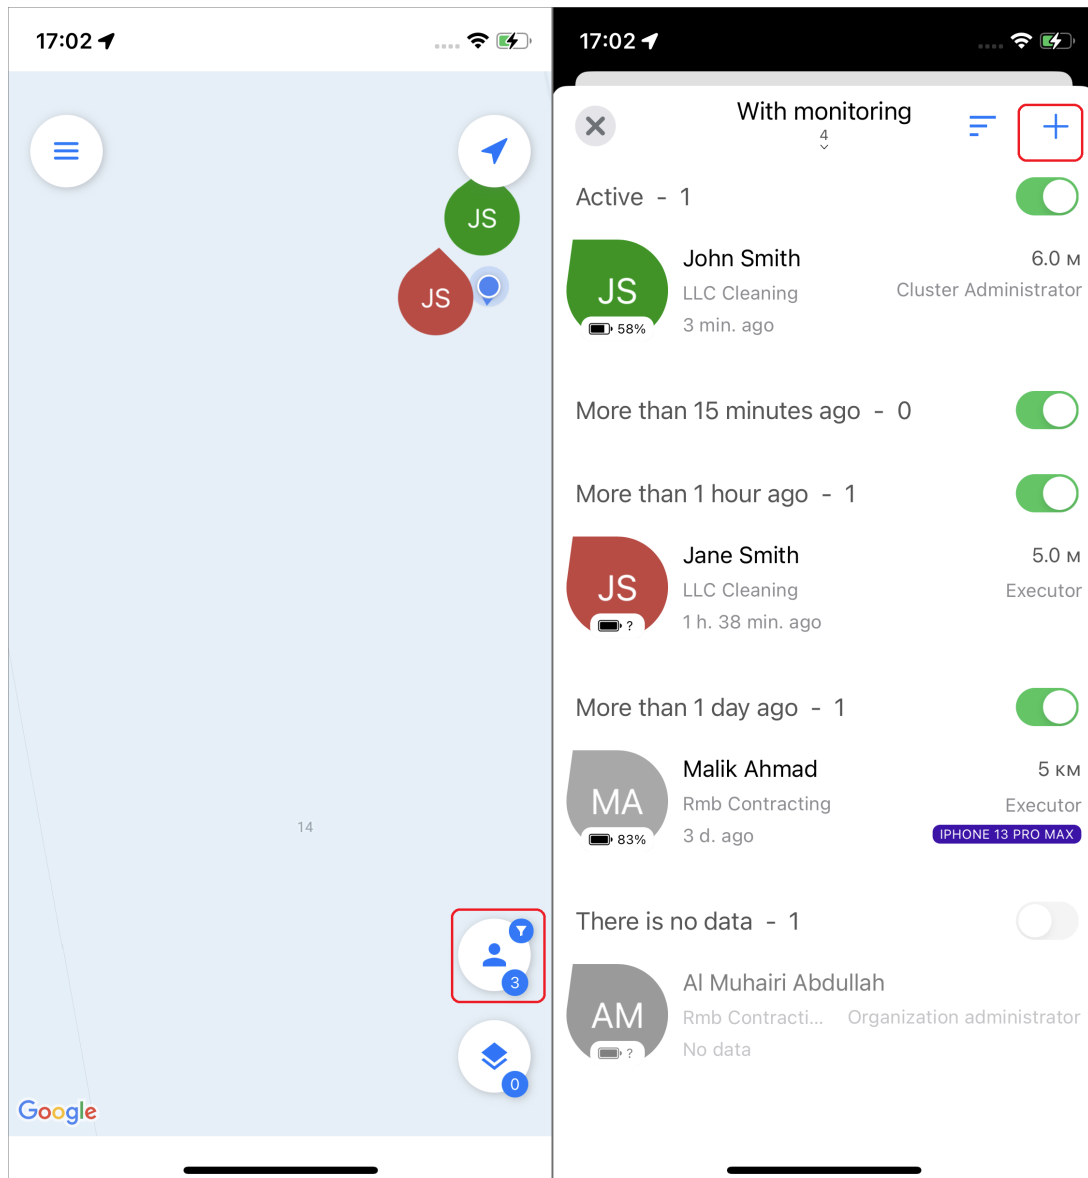 17:02
JS
JS
14
3
0
Google
17:02
With monitoring
4
Active - 1
JS
58%
John Smith
6.0 м
LLC Cleaning
Cluster Administrator
3 min. ago
More than 15 minutes ago - 0
More than 1 hour ago - 1
JS
?
Jane Smith
5.0 м
LLC Cleaning
Executor
1 h. 38 min. ago
More than 1 day ago - 1
MA
83%
Malik Ahmad
5 км
Rmb Contracting
Executor
3 d. ago
IPHONE 13 PRO MAX
There is no data - 1
AM
?
Al Muhairi Abdullah
Rmb Contracti...
Organization administrator
No data